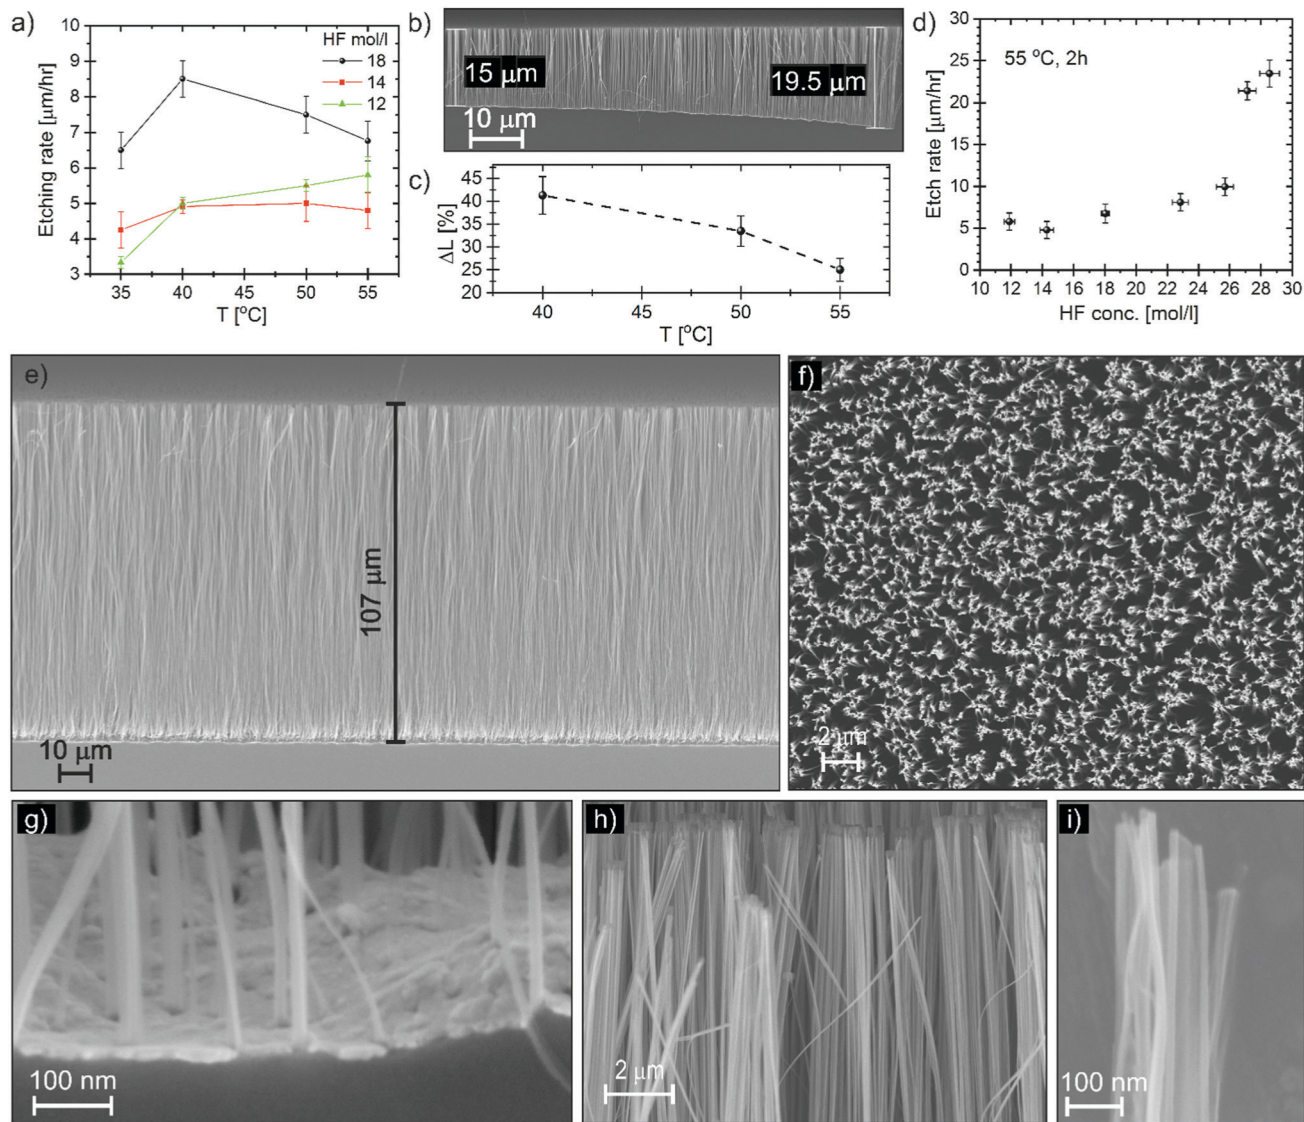 a)
Etching rate [µm/hr]
10
9
8
7
6
5
4
3
HF mol/l
18
14
12
35 40 45 50 55
T [°C]
b)
15 µm
19.5 µm
10 µm
c)
ΔL [%]
45
40
35
30
25
20
40 45 50 55
T [°C]
d)
Etch rate [µm/hr]
30
25
20
15
10
5
0
55 °C, 2h
10 12 14 16 18 20 22 24 26 28 30
HF conc. [mol/l]
e)
107 µm
10 µm
f)
2 µm
g)
100 nm
h)
2 µm
i)
100 nm